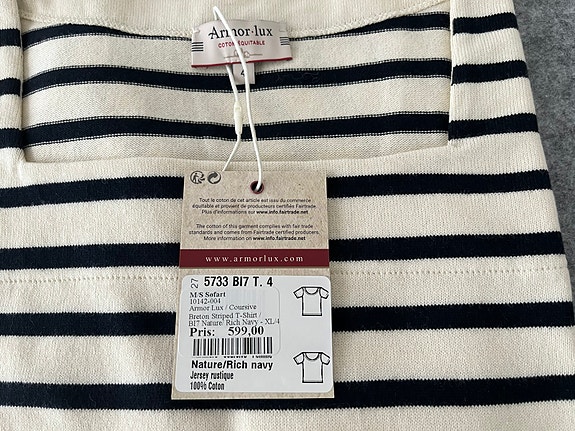 Armor·lux
COTON ÉQUITABLE
4
Tout le coton de cet article est issu du commerce
équitable et provient de producteurs certifiés Fairtrade.
Plus d'informations sur www.info.fairtrade.net
The cotton of this garment complies with fair trade
standards and comes from Fairtrade certified producers.
More information on www.info.fairtrade.net
www.armorlux.com
27 5733 BI7 T. 4
M/S Sofart
10142-004
Armor Lux / Coursive
Breton Striped T-Shirt /
BI7 Nature/ Rich Navy - XL/4
Pris: 599,00
Nature/Rich navy
Jersey rustique
100% Coton